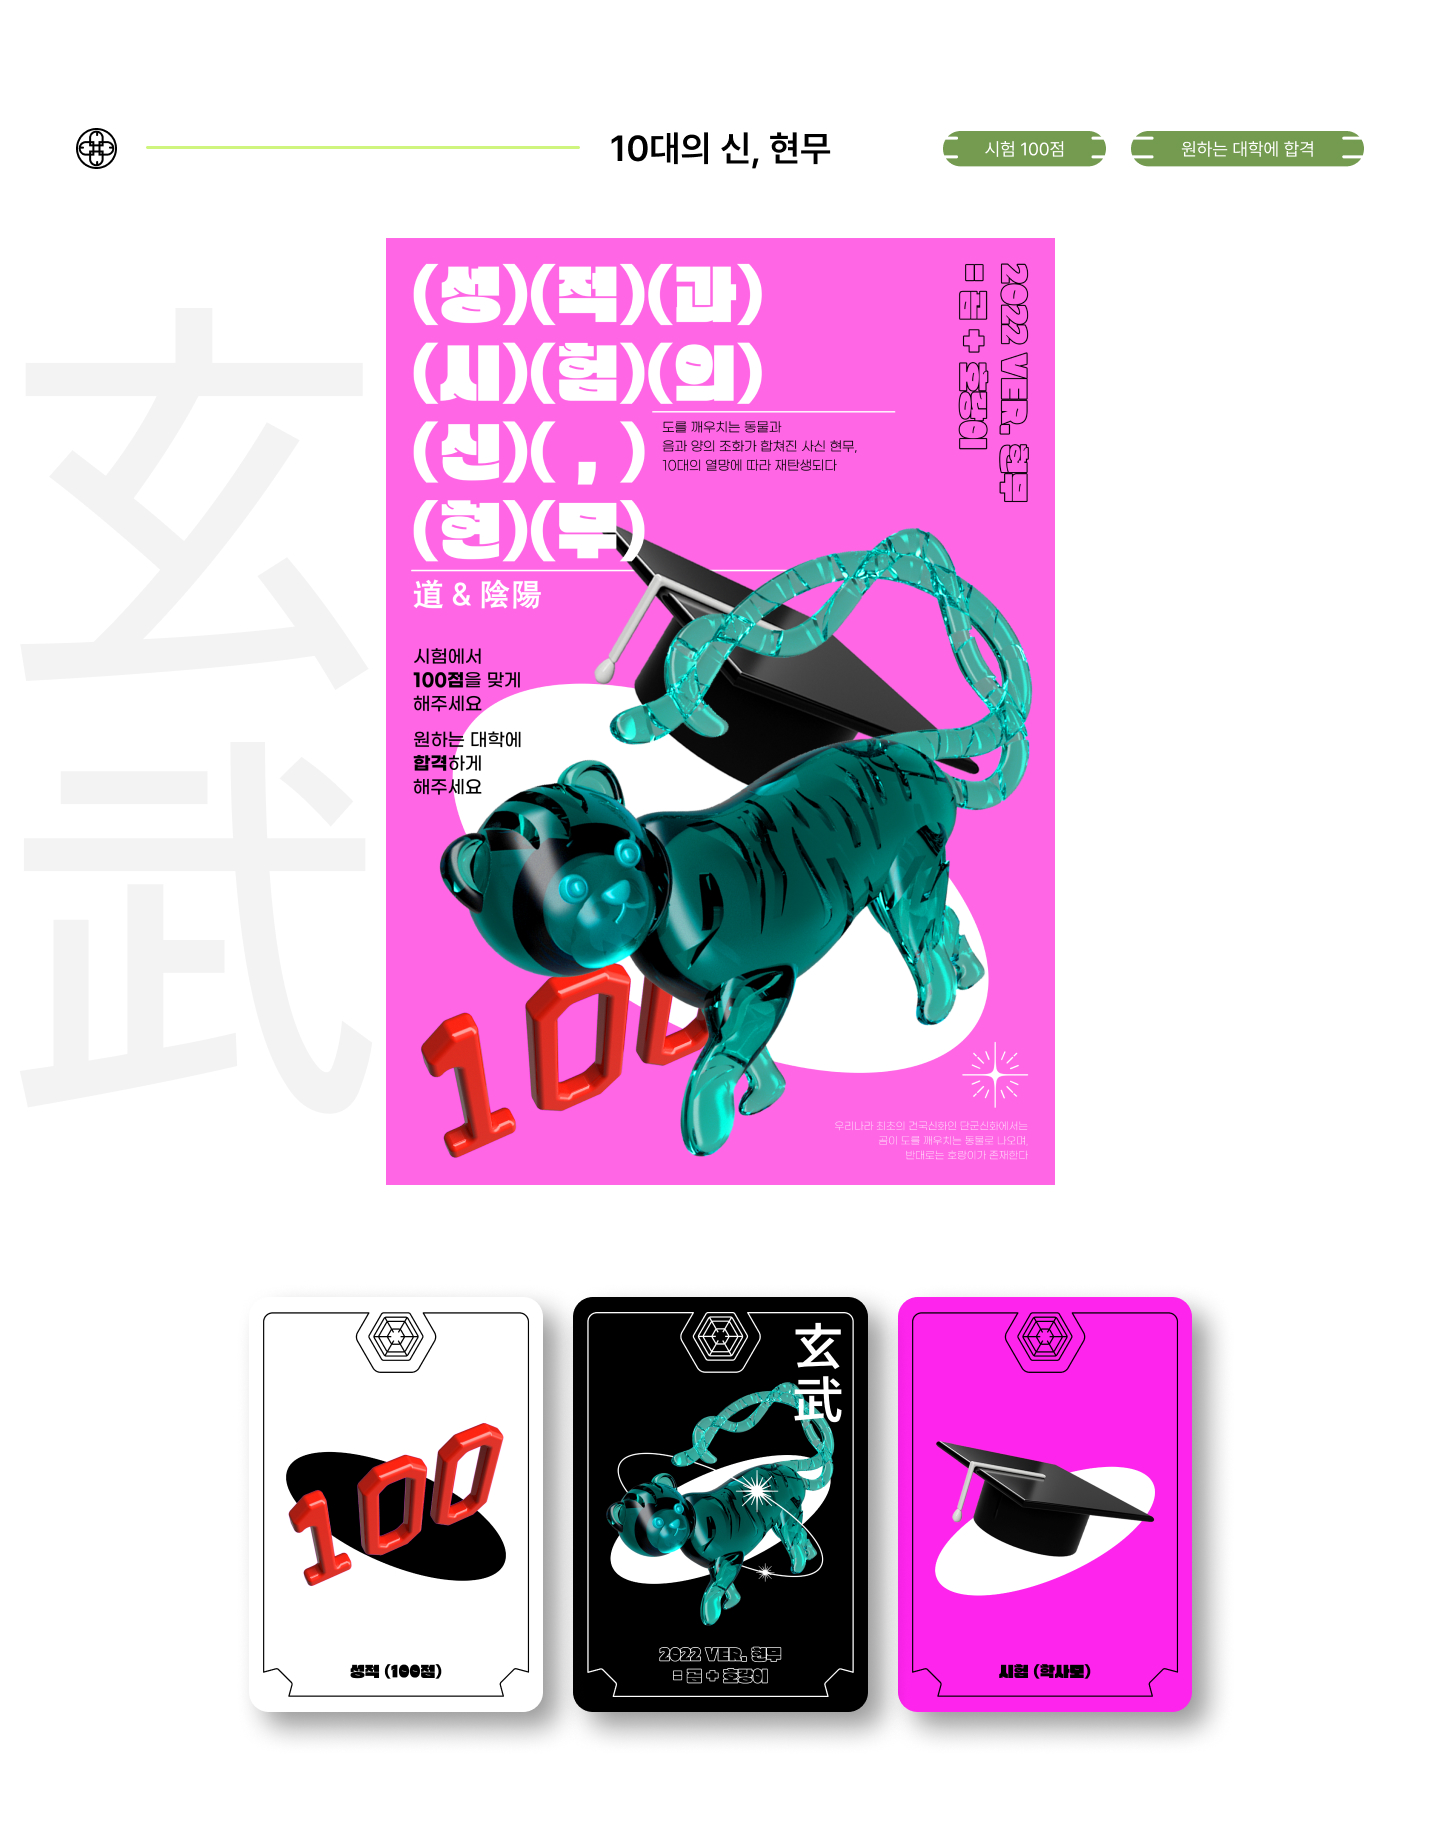 10대의 신, 현무
시험 100점
원하는 대학에 합격
玄
武
(성)(적)(과)
(시)(험)(의)
(신)( , )
(현)(무)
2022 VER. 현무
= 곰 + 호랑이
도를 깨우치는 동물과
음과 양의 조화가 합쳐진 사신 현무,
10대의 열망에 따라 재탄생되다
道 & 陰陽
시험에서
100점을 맞게
해주세요
원하는 대학에
합격하게
해주세요
100
우리나라 최초의 건국신화인 단군신화에서는
곰이 도를 깨우치는 동물로 나오며,
반대로는 호랑이가 존재한다
100
성적 (100점)
玄
武
2022 VER. 현무
= 곰 + 호랑이
시험 (학사모)